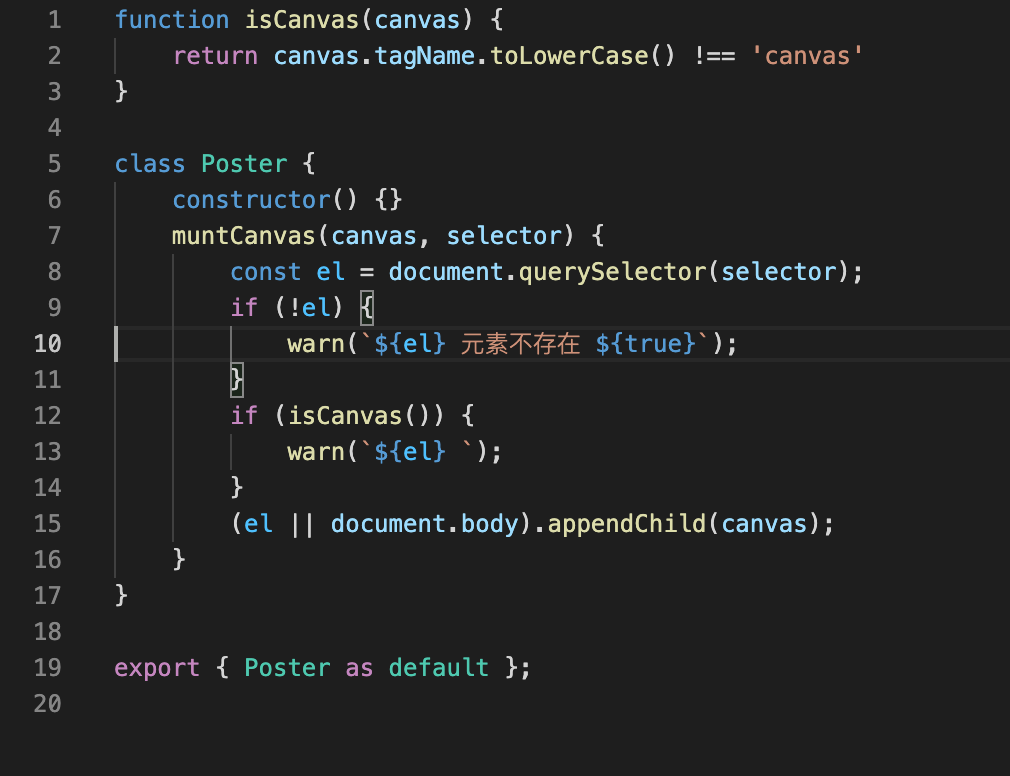 1 function isCanvas(canvas) {
2 return canvas.tagName.toLowerCase() !== 'canvas'
3 }
4
5 class Poster {
6 constructor() {}
7 muntCanvas(canvas, selector) {
8 const el = document.querySelector(selector);
9 if (!el) {
10 warn(`${el} 元素不存在 ${true}`);
11 }
12 if (isCanvas()) {
13 warn(`${el} `);
14 }
15 (el || document.body).appendChild(canvas);
16 }
17 }
18
19 export { Poster as default };
20